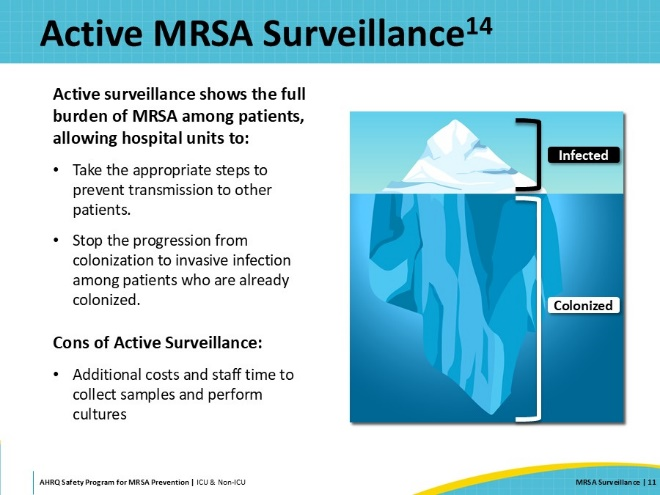 Active MRSA Surveillance14
Active surveillance shows the full
burden of MRSA among patients,
allowing hospital units to:
• Take the appropriate steps to
prevent transmission to other
patients.
• Stop the progression from
colonization to invasive infection
among patients who are already
colonized.
Cons of Active Surveillance:
• Additional costs and staff time to
collect samples and perform
cultures
Infected
Colonized
AHRQ Safety Program for MRSA Prevention | ICU & Non-ICU
MRSA Surveillance | 11